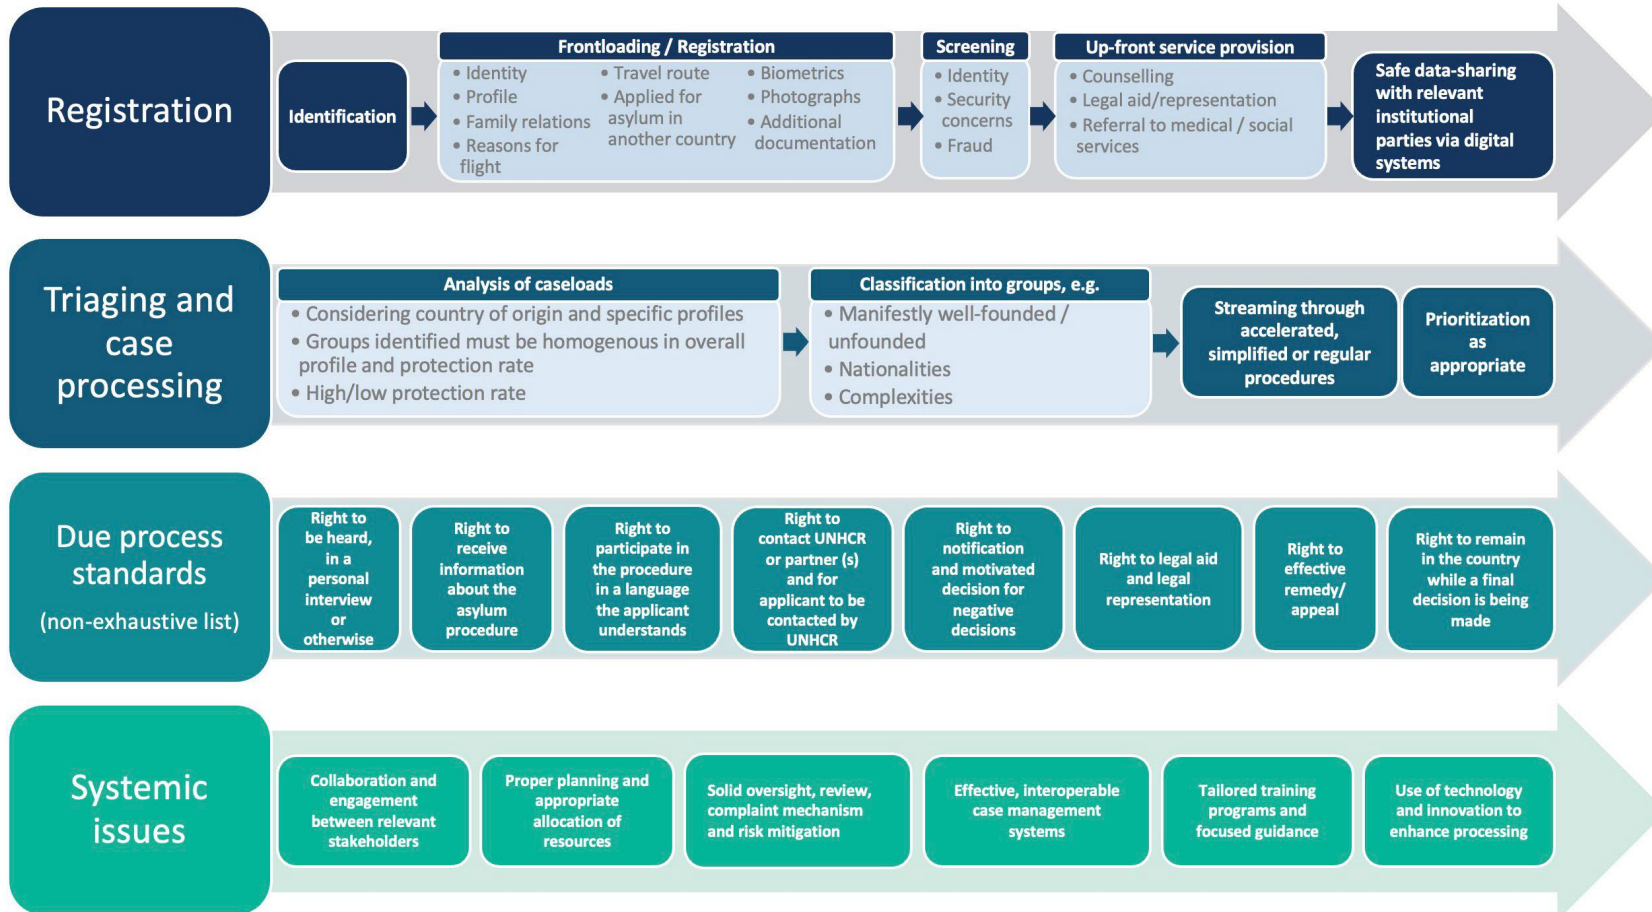 Registration
Identification
Frontloading / Registration
• Identity
• Profile
• Family relations
• Reasons for
flight
• Travel route
• Applied for
asylum in
another country
• Biometrics
• Photographs
• Additional
documentation
Screening
• Identity
• Security
concerns
• Fraud
Up-front service provision
• Counselling
• Legal aid/representation
• Referral to medical / social
services
Safe data-sharing
with relevant
institutional
parties via digital
systems
Triaging and
case
processing
Analysis of caseloads
• Considering country of origin and specific profiles
• Groups identified must be homogenous in overall
profile and protection rate
• High/low protection rate
Classification into groups, e.g.
• Manifestly well-founded /
unfounded
• Nationalities
• Complexities
Streaming through
accelerated,
simplified or regular
procedures
Prioritization
as
appropriate
Due process
standards
(non-exhaustive list)
Right to
be heard,
in a
personal
interview
or
otherwise
Right to
receive
information
about the
asylum
procedure
Right to
participate in
the procedure
in a language
the applicant
understands
Right to
contact UNHCR
or partner (s)
and for
applicant to be
contacted by
UNHCR
Right to
notification
and motivated
decision for
negative
decisions
Right to legal aid
and legal
representation
Right to
effective
remedy/
appeal
Right to remain
in the country
while a final
decision is being
made
Systemic
issues
Collaboration and
engagement
between relevant
stakeholders
Proper planning and
appropriate
allocation of
resources
Solid oversight, review,
complaint mechanism
and risk mitigation
Effective, interoperable
case management
systems
Tailored training
programs and
focused guidance
Use of technology
and innovation to
enhance processing